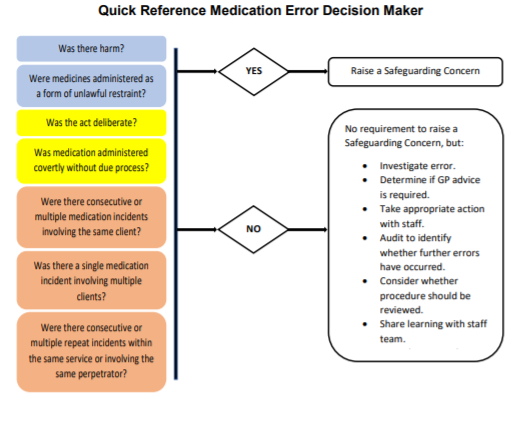 Quick Reference Medication Error Decision Maker
Was there harm?
Were medicines administered as
a form of unlawful restraint?
Was the act deliberate?
Was medication administered
covertly without due process?
Were there consecutive or
multiple medication incidents
involving the same client?
Was there a single medication
incident involving multiple
clients?
Were there consecutive or
multiple repeat incidents within
the same service or involving the
same perpetrator?
YES
Raise a Safeguarding Concern
NO
No requirement to raise a
Safeguarding Concern, but:
• Investigate error.
• Determine if GP advice
is required.
• Take appropriate action
with staff.
• Audit to identify
whether further errors
have occurred.
• Consider whether
procedure should be
reviewed.
• Share learning with staff
team.